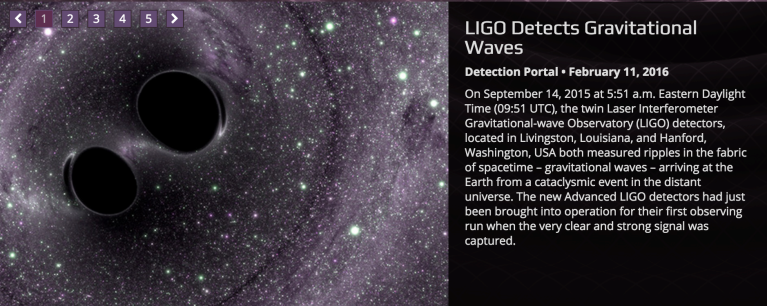 1 2 3 4 5
LIGO Detects Gravitational
Waves
Detection Portal • February 11, 2016
On September 14, 2015 at 5:51 a.m. Eastern Daylight
Time (09:51 UTC), the twin Laser Interferometer
Gravitational-wave Observatory (LIGO) detectors,
located in Livingston, Louisiana, and Hanford,
Washington, USA both measured ripples in the fabric
of spacetime – gravitational waves – arriving at the
Earth from a cataclysmic event in the distant
universe. The new Advanced LIGO detectors had just
been brought into operation for their first observing
run when the very clear and strong signal was
captured.